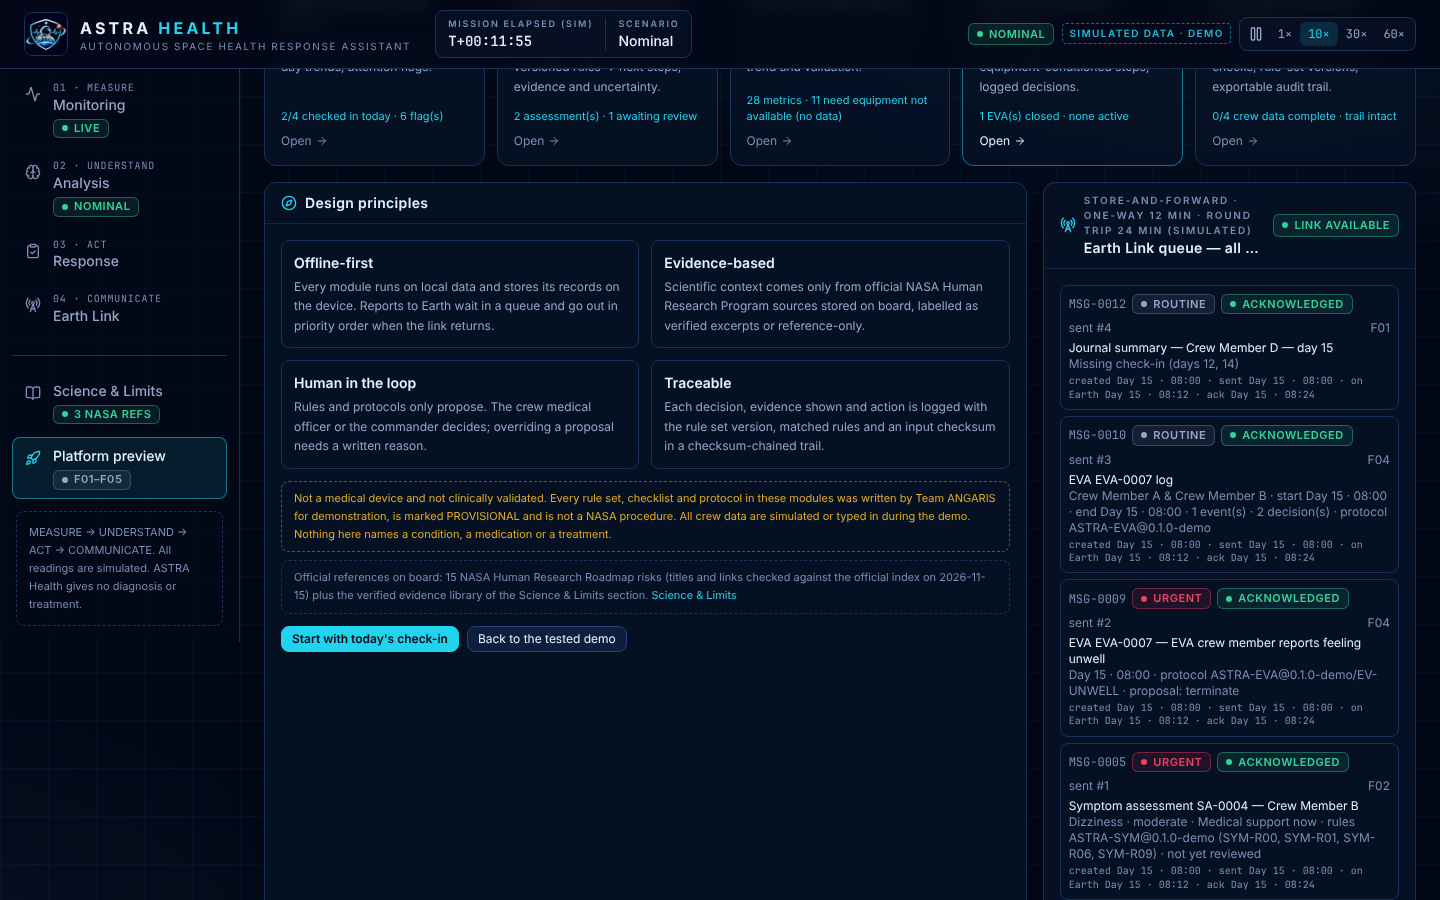 ASTRA HEALTH
AUTONOMOUS SPACE HEALTH RESPONSE ASSISTANT
MISSION ELAPSED (SIM)
T+00:11:55
SCENARIO
Nominal
NOMINAL
SIMULATED DATA · DEMO
1×
10×
30×
60×
01 · MEASURE
Monitoring
LIVE
02 · UNDERSTAND
Analysis
NOMINAL
03 · ACT
Response
04 · COMMUNICATE
Earth Link
Science & Limits
3 NASA REFS
Platform preview
F01–F05
MEASURE → UNDERSTAND →
ACT → COMMUNICATE. All
readings are simulated. ASTRA
Health gives no diagnosis or
treatment.
day trends, attention flags.
2/4 checked in today · 6 flag(s)
Open →
versioned rules → next steps,
evidence and uncertainty.
2 assessment(s) · 1 awaiting review
Open →
trend and validation.
28 metrics · 11 need equipment not
available (no data)
Open →
equipment-conditioned steps,
logged decisions.
1 EVA(s) closed · none active
Open →
checks, rule-set versions,
exportable audit trail.
0/4 crew data complete · trail intact
Open →
Design principles
Offline-first
Every module runs on local data and stores its records on
the device. Reports to Earth wait in a queue and go out in
priority order when the link returns.
Evidence-based
Scientific context comes only from official NASA Human
Research Program sources stored on board, labelled as
verified excerpts or reference-only.
Human in the loop
Rules and protocols only propose. The crew medical
officer or the commander decides; overriding a proposal
needs a written reason.
Traceable
Each decision, evidence shown and action is logged with
the rule set version, matched rules and an input checksum
in a checksum-chained trail.
Not a medical device and not clinically validated. Every rule set, checklist and protocol in these modules was written by Team ANGARIS
for demonstration, is marked PROVISIONAL and is not a NASA procedure. All crew data are simulated or typed in during the demo.
Nothing here names a condition, a medication or a treatment.
Official references on board: 15 NASA Human Research Roadmap risks (titles and links checked against the official index on 2026-11-
15) plus the verified evidence library of the Science & Limits section. Science & Limits
Start with today's check-in
Back to the tested demo
STORE-AND-FORWARD ·
ONE-WAY 12 MIN · ROUND
TRIP 24 MIN (SIMULATED)
Earth Link queue — all ...
LINK AVAILABLE
MSG-0012 ROUTINE ACKNOWLEDGED
sent #4 F01
Journal summary — Crew Member D — day 15
Missing check-in (days 12, 14)
created Day 15 · 08:00 · sent Day 15 · 08:00 · on
Earth Day 15 · 08:12 · ack Day 15 · 08:24
MSG-0010 ROUTINE ACKNOWLEDGED
sent #3 F04
EVA EVA-0007 log
Crew Member A & Crew Member B · start Day 15 · 08:00
· end Day 15 · 08:00 · 1 event(s) · 2 decision(s) · protocol
ASTRA-EVA@0.1.0-demo
created Day 15 · 08:00 · sent Day 15 · 08:00 · on
Earth Day 15 · 08:12 · ack Day 15 · 08:24
MSG-0009 URGENT ACKNOWLEDGED
sent #2 F04
EVA EVA-0007 — EVA crew member reports feeling
unwell
Day 15 · 08:00 · protocol ASTRA-EVA@0.1.0-demo/EV-
UNWELL · proposal: terminate
created Day 15 · 08:00 · sent Day 15 · 08:00 · on
Earth Day 15 · 08:12 · ack Day 15 · 08:24
MSG-0005 URGENT ACKNOWLEDGED
sent #1 F02
Symptom assessment SA-0004 — Crew Member B
Dizziness · moderate · Medical support now · rules
ASTRA-SYM@0.1.0-demo (SYM-R00, SYM-R01, SYM-
R06, SYM-R09) · not yet reviewed
created Day 15 · 08:00 · sent Day 15 · 08:00 · on
Earth Day 15 · 08:12 · ack Day 15 · 08:24